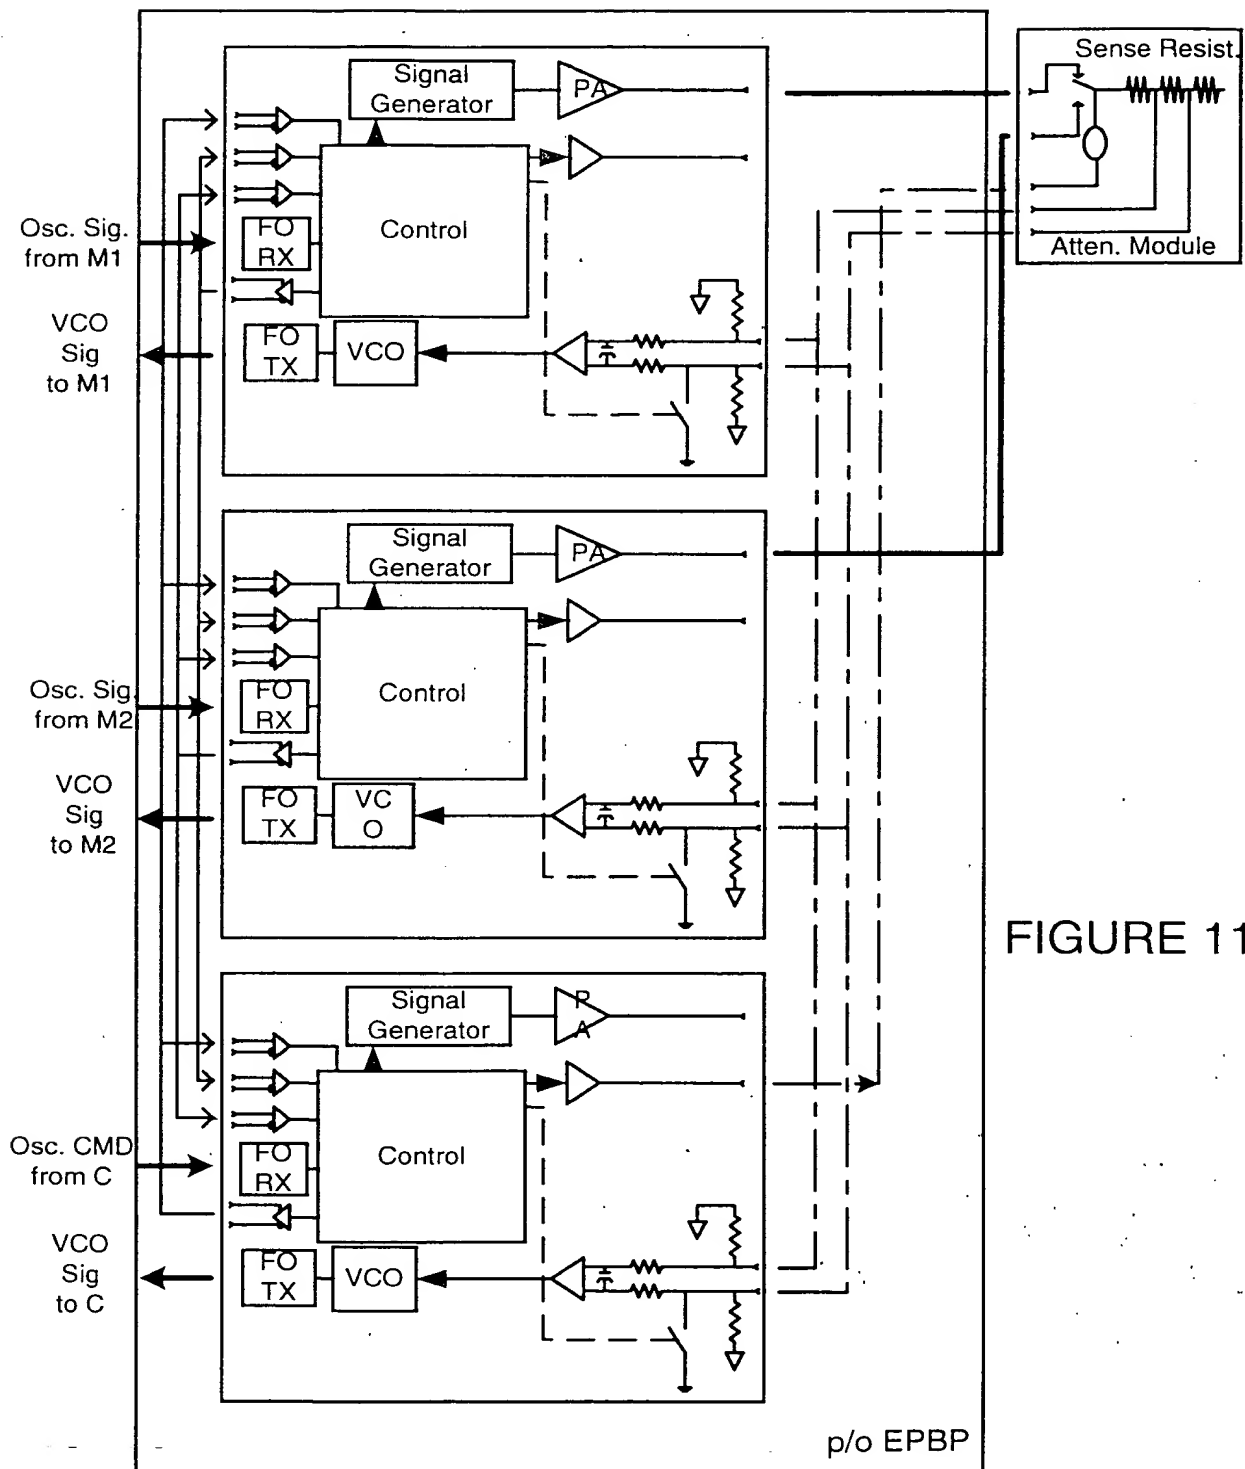 Sense Resist.
Atten. Module
Signal
Generator
PA
Control
FO
RX
FO
TX
VCO
Osc. Sig.
from M1
VCO
Sig
to M1
Signal
Generator
PA
Control
FO
RX
FO
TX
VC
O
Osc. Sig.
from M2
VCO
Sig
to M2
FIGURE 11
Signal
Generator
P
A
Control
FO
RX
FO
TX
VCO
Osc. CMD
from C
VCO
Sig
to C
p/o EPBP